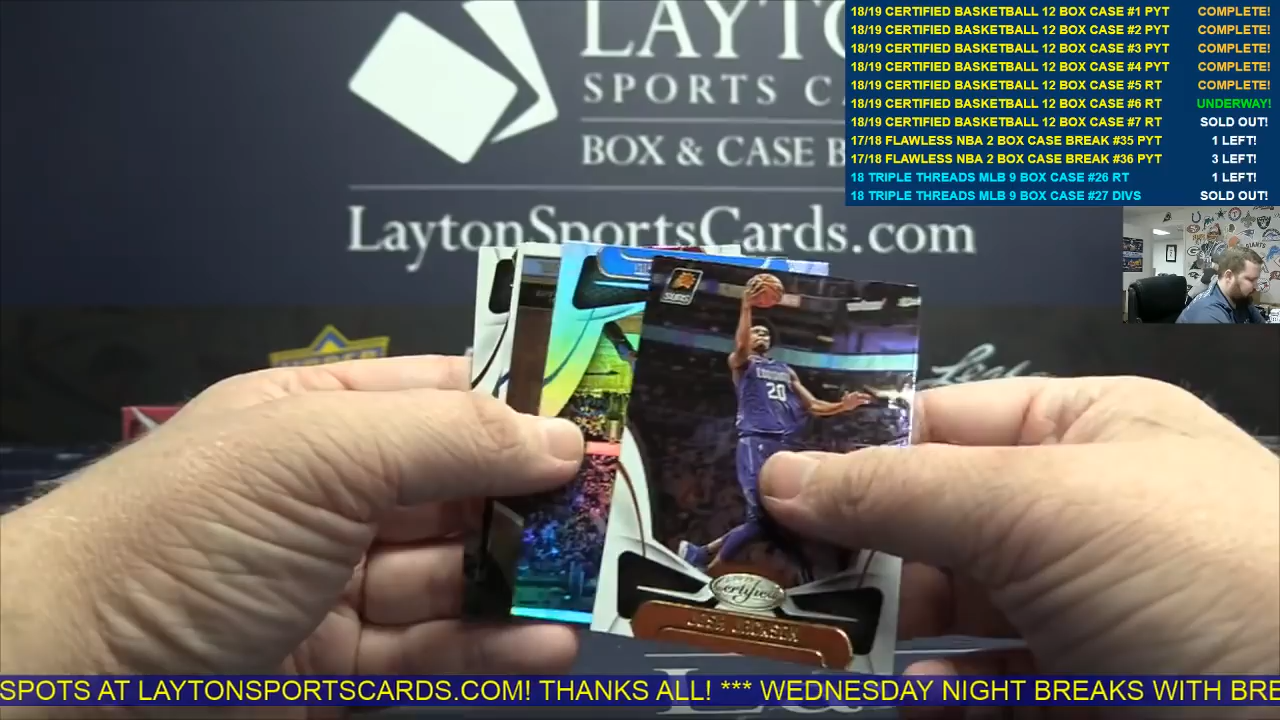 LAYTO
SPORTS C
BOX & CASE B
LaytonSportsCards.com
18/19 CERTIFIED BASKETBALL 12 BOX CASE #1 PYT COMPLETE!
18/19 CERTIFIED BASKETBALL 12 BOX CASE #2 PYT COMPLETE!
18/19 CERTIFIED BASKETBALL 12 BOX CASE #3 PYT COMPLETE!
18/19 CERTIFIED BASKETBALL 12 BOX CASE #4 PYT COMPLETE!
18/19 CERTIFIED BASKETBALL 12 BOX CASE #5 RT COMPLETE!
18/19 CERTIFIED BASKETBALL 12 BOX CASE #6 RT UNDERWAY!
18/19 CERTIFIED BASKETBALL 12 BOX CASE #7 RT SOLD OUT!
17/18 FLAWLESS NBA 2 BOX CASE BREAK #35 PYT 1 LEFT!
17/18 FLAWLESS NBA 2 BOX CASE BREAK #36 PYT 3 LEFT!
18 TRIPLE THREADS MLB 9 BOX CASE #26 RT 1 LEFT!
18 TRIPLE THREADS MLB 9 BOX CASE #27 DIVS SOLD OUT!
SUNS
20
Certified
JOSH JACKSON
SPOTS AT LAYTONSPORTSCARDS.COM! THANKS ALL! *** WEDNESDAY NIGHT BREAKS WITH BRE